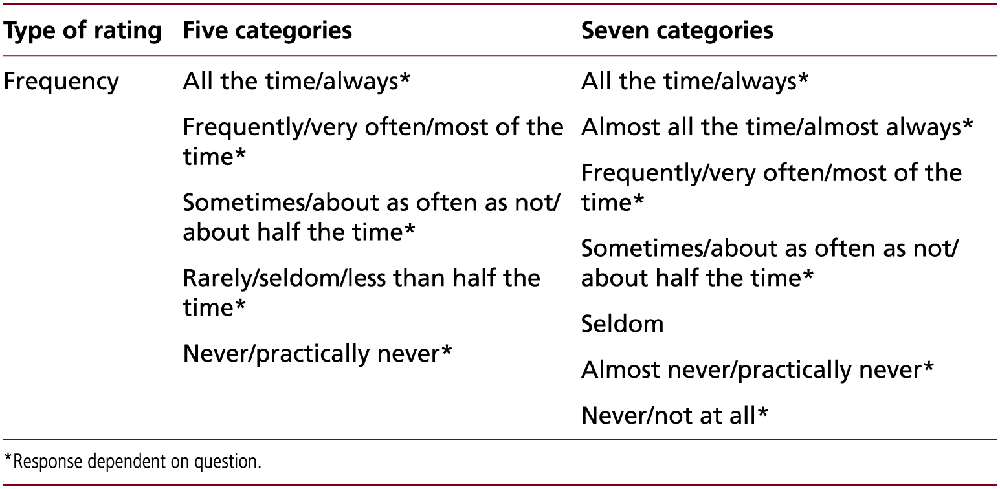 Type of rating Five categories Seven categories
Frequency
All the time/always*
Frequently/very often/most of the
time*
Sometimes/about as often as not/
about half the time*
Rarely/seldom/less than half the
time*
Never/practically never*
All the time/always*
Almost all the time/almost always*
Frequently/very often/most of the
time*
Sometimes/about as often as not/
about half the time*
Seldom
Almost never/practically never*
Never/not at all*
*Response dependent on question.